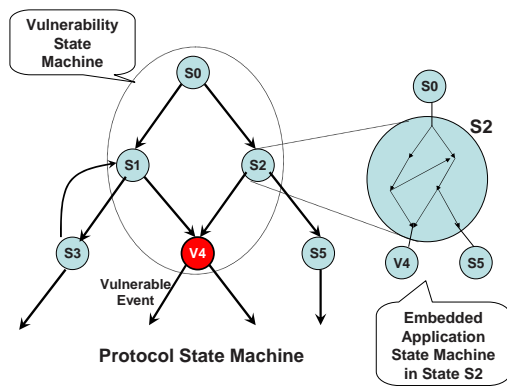 Vulnerability
State
Machine
S0
S1
S2
S3
V4
S5
Vulnerable
Event
Protocol State Machine
S0
S2
V4
S5
Embedded
Application
State Machine
in State S2